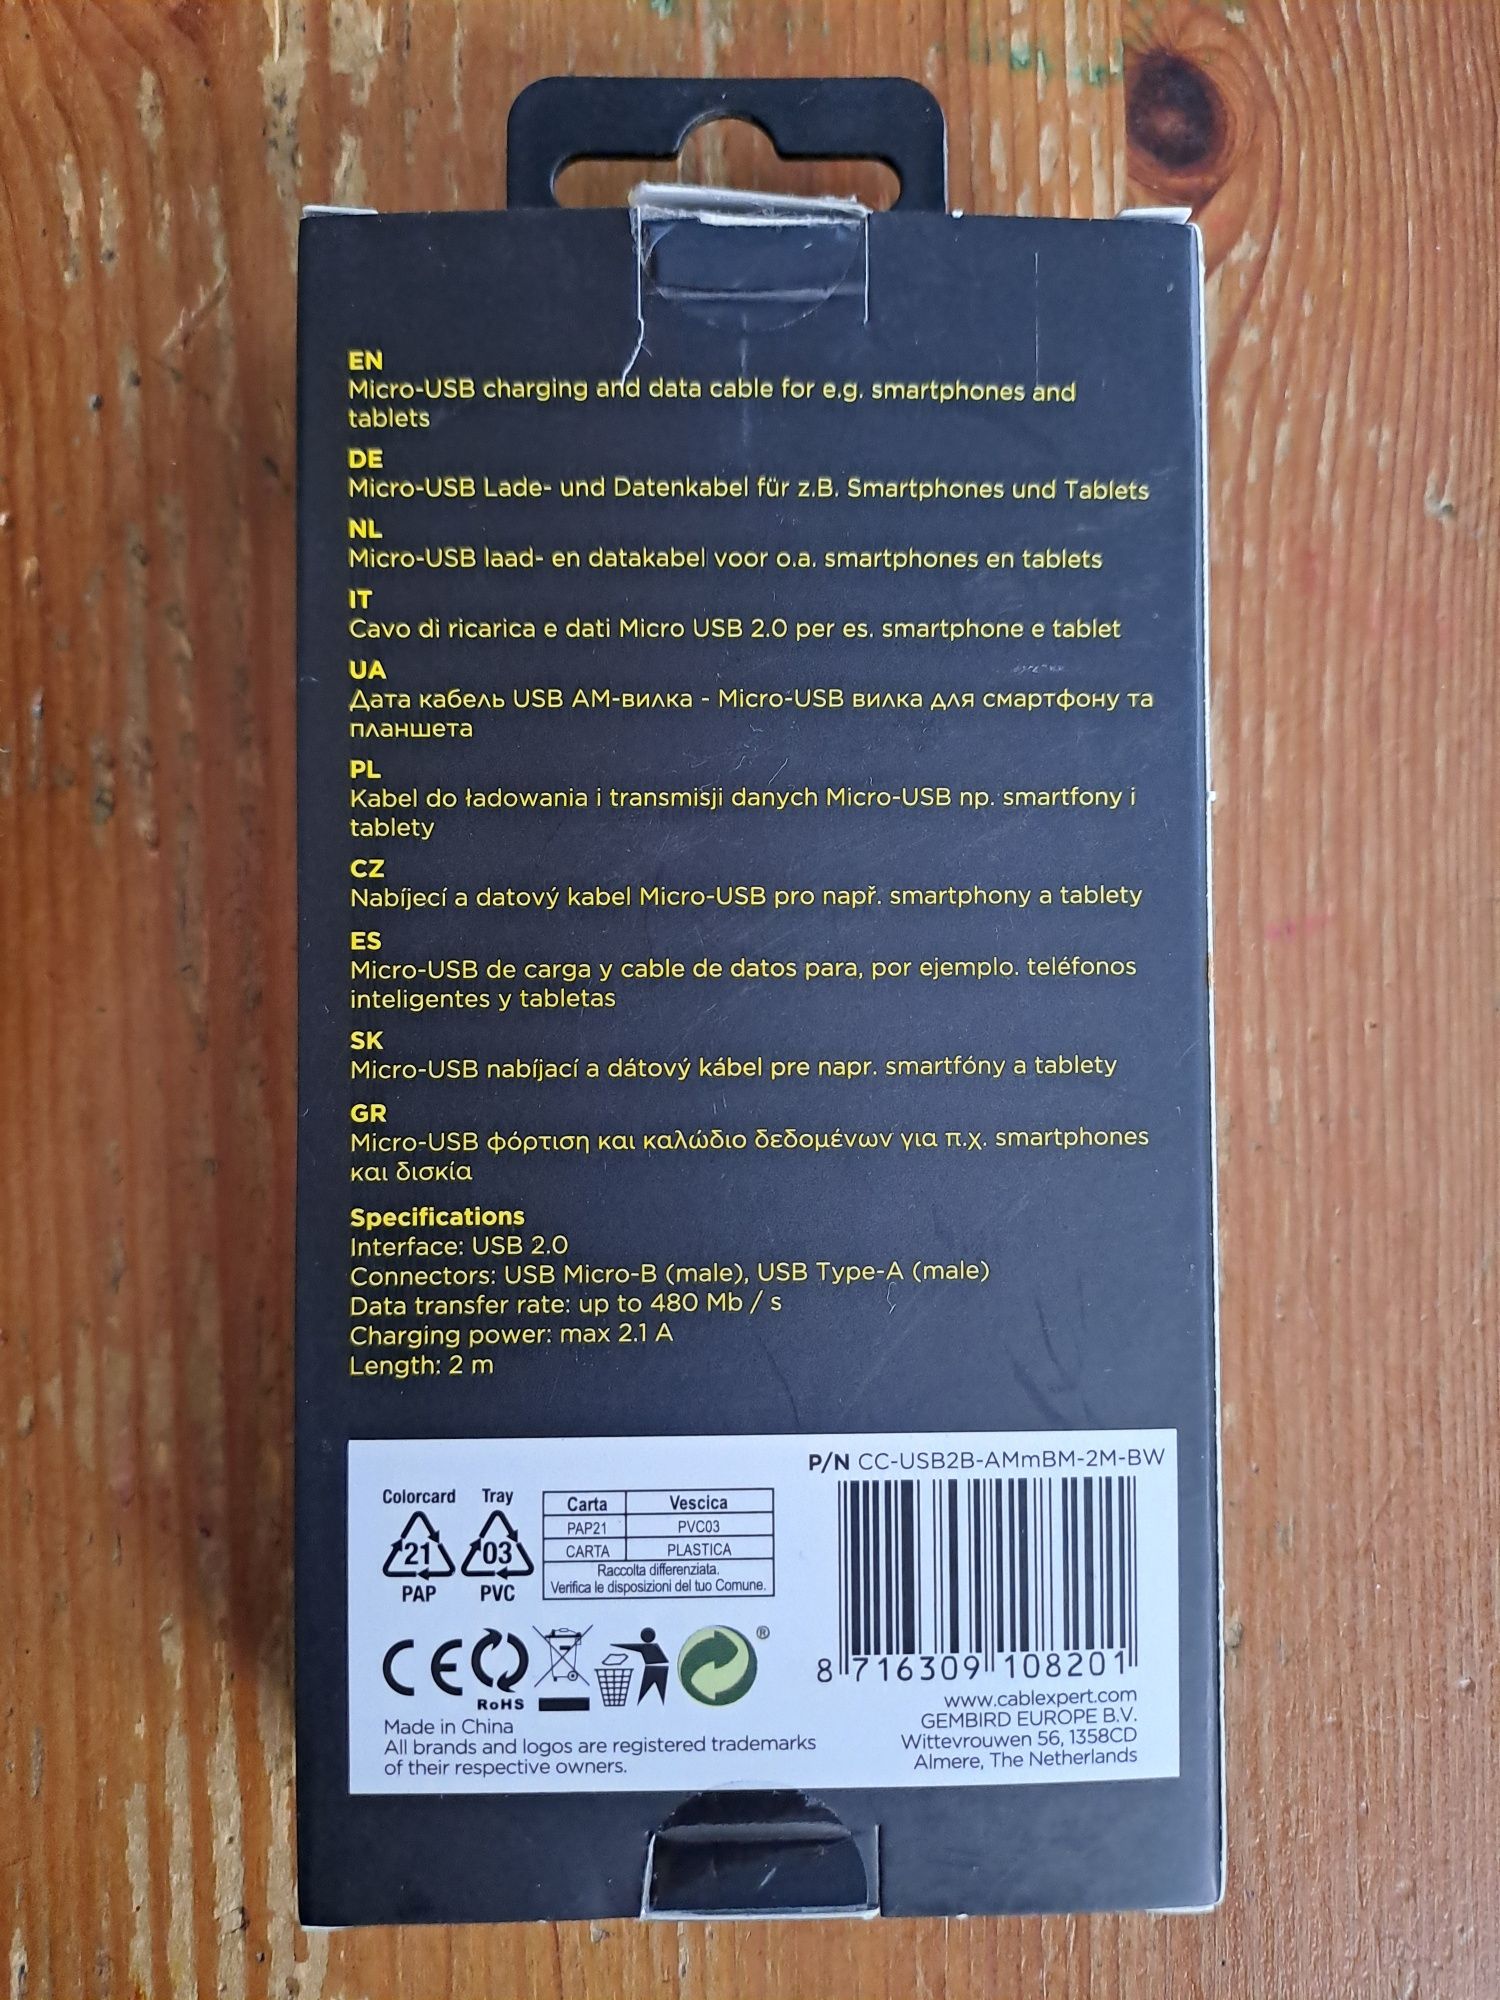 EN
Micro-USB charging and data cable for e.g. smartphones and
tablets
DE
Micro-USB Lade- und Datenkabel für z.B. Smartphones und Tablets
NL
Micro-USB laad- en datakabel voor o.a. smartphones en tablets
IT
Cavo di ricarica e dati Micro USB 2.0 per es. smartphone e tablet
UA
Дата кабель USB AM-вилка - Micro-USB вилка для смартфону та
планшета
PL
Kabel do ładowania i transmisji danych Micro-USB np. smartfony i
tablety
CZ
Nabíjecí a datový kabel Micro-USB pro např. smartphony a tablety
ES
Micro-USB de carga y cable de datos para, por ejemplo. teléfonos
inteligentes y tabletas
SK
Micro-USB nabíjací a dátový kábel pre napr. smartfóny a tablety
GR
Micro-USB φόρτιση και καλώδιο δεδομένων για π.χ. smartphones
και δισκία
Specifications
Interface: USB 2.0
Connectors: USB Micro-B (male), USB Type-A (male)
Data transfer rate: up to 480 Mb / s
Charging power: max 2.1 A
Length: 2 m
P/N CC-USB2B-AMmBM-2M-BW
Colorcard Tray
21 03
PAP PVC
Carta Vescica
PAP21 PVC03
CARTA PLASTICA
Raccolta differenziata.
Verifica le disposizioni del tuo Comune.
8 716309 108201
CE RoHS ®
Made in China
All brands and logos are registered trademarks
of their respective owners.
www.cablexpert.com
GEMBIRD EUROPE B.V.
Wittevrouwen 56, 1358CD
Almere, The Netherlands